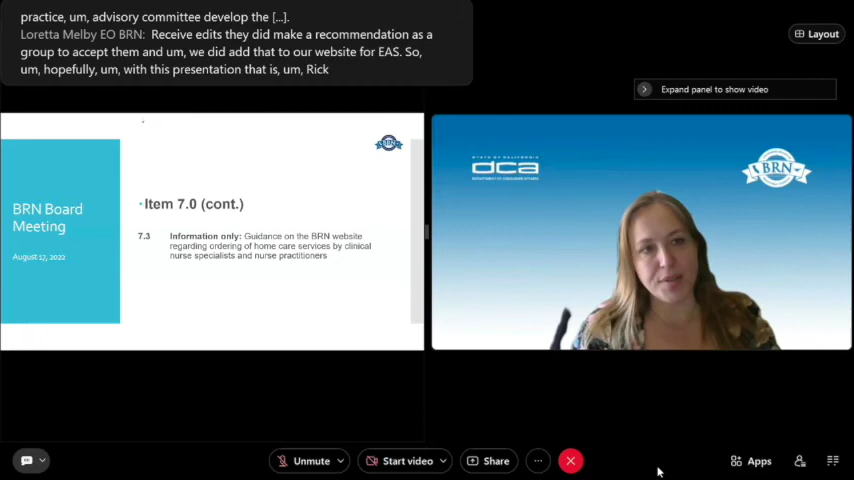 practice, um, advisory committee develop the [...].
Loretta Melby EO BRN: Receive edits they did make a recommendation as a
group to accept them and um, we did add that to our website for EAS. So,
um, hopefully, um, with this presentation that is, um, Rick
Layout
Expand panel to show video
BRN
BRN Board
Meeting
August 17, 2022
Item 7.0 (cont.)
7.3 Information only: Guidance on the BRN website
regarding ordering of home care services by clinical
nurse specialists and nurse practitioners
STATE OF CALIFORNIA
dca
DEPARTMENT OF CONSUMER AFFAIRS
BRN
Unmute
Start video
Share
Apps